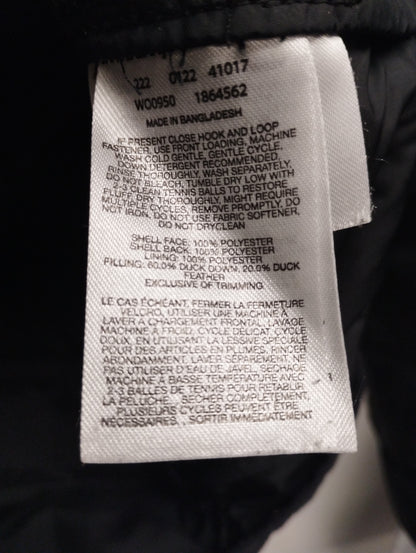 222 0122 41017
WO0950 1864562
MADE IN BANGLADESH
IF PRESENT CLOSE HOOK AND LOOP
FASTENER, USE FRONT LOADING, MACHINE
WASH COLD GENTLE, GENTLE CYCLE.
DOWN DETERGENT RECOMMENDED,
RINSE THOROUGHLY, WASH SEPARATELY,
DO NOT BLEACH, TUMBLE DRY LOW WITH
2-3 CLEAN TENNIS BALLS TO RESTORE
FLUFF, DRY THOROUGHLY, MIGHT REQUIRE
MULTIPLE CYCLES, REMOVE PROMPTLY, DO
NOT IRON, DO NOT USE FABRIC SOFTENER,
DO NOT DRYCLEAN
SHELL FACE: 100% POLYESTER
SHELL BACK: 100% POLYESTER
LINING: 100% POLYESTER
FILLING: 80.0% DUCK DOWN, 20.0% DUCK
FEATHER
EXCLUSIVE OF TRIMMING
LE CAS ÉCHÉANT, FERMER LA FERMETURE
VELCRO, UTILISER UNE MACHINE À
LAVER À CHARGEMENT FRONTAL, LAVAGE
MACHINE À FROID, CYCLE DÉLICAT, CYCLE
DOUX, EN UTILISANT LA LESSIVE SPÉCIALE
POUR DES ARTICLES EN PLUMES, RINCER
ABONDAMMENT, LAVER SÉPARÉMENT, NE
PAS UTILISER D'EAU DE JAVEL, SÉCHAGE
MACHINE À BASSE TEMPÉRATURE AVEC
2-3 BALLES DE TENNIS POUR RÉTABLIR
LA PELUCHE , SÉCHER COMPLÈTEMENT,
PLUSIEURS CYCLES PEUVENT ÊTRE
NÉCESSAIRES, , SORTIR IMMÉDIATEMENT